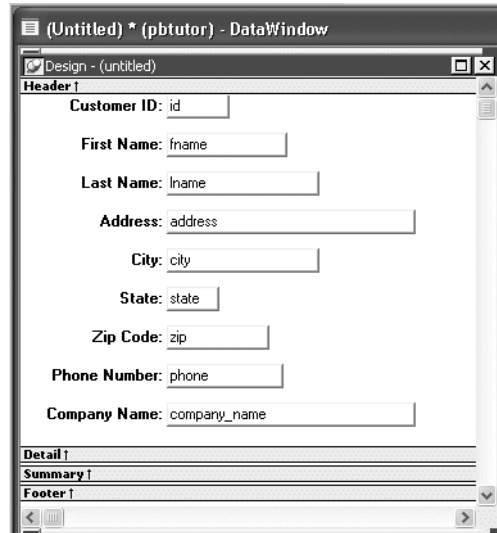 (Untitled) * (pbtutor) - DataWindow
Design - (untitled)
Header ↑
Customer ID: id
First Name: fname
Last Name: lname
Address: address
City: city
State: state
Zip Code: zip
Phone Number: phone
Company Name: company_name
Detail ↑
Summary ↑
Footer ↑